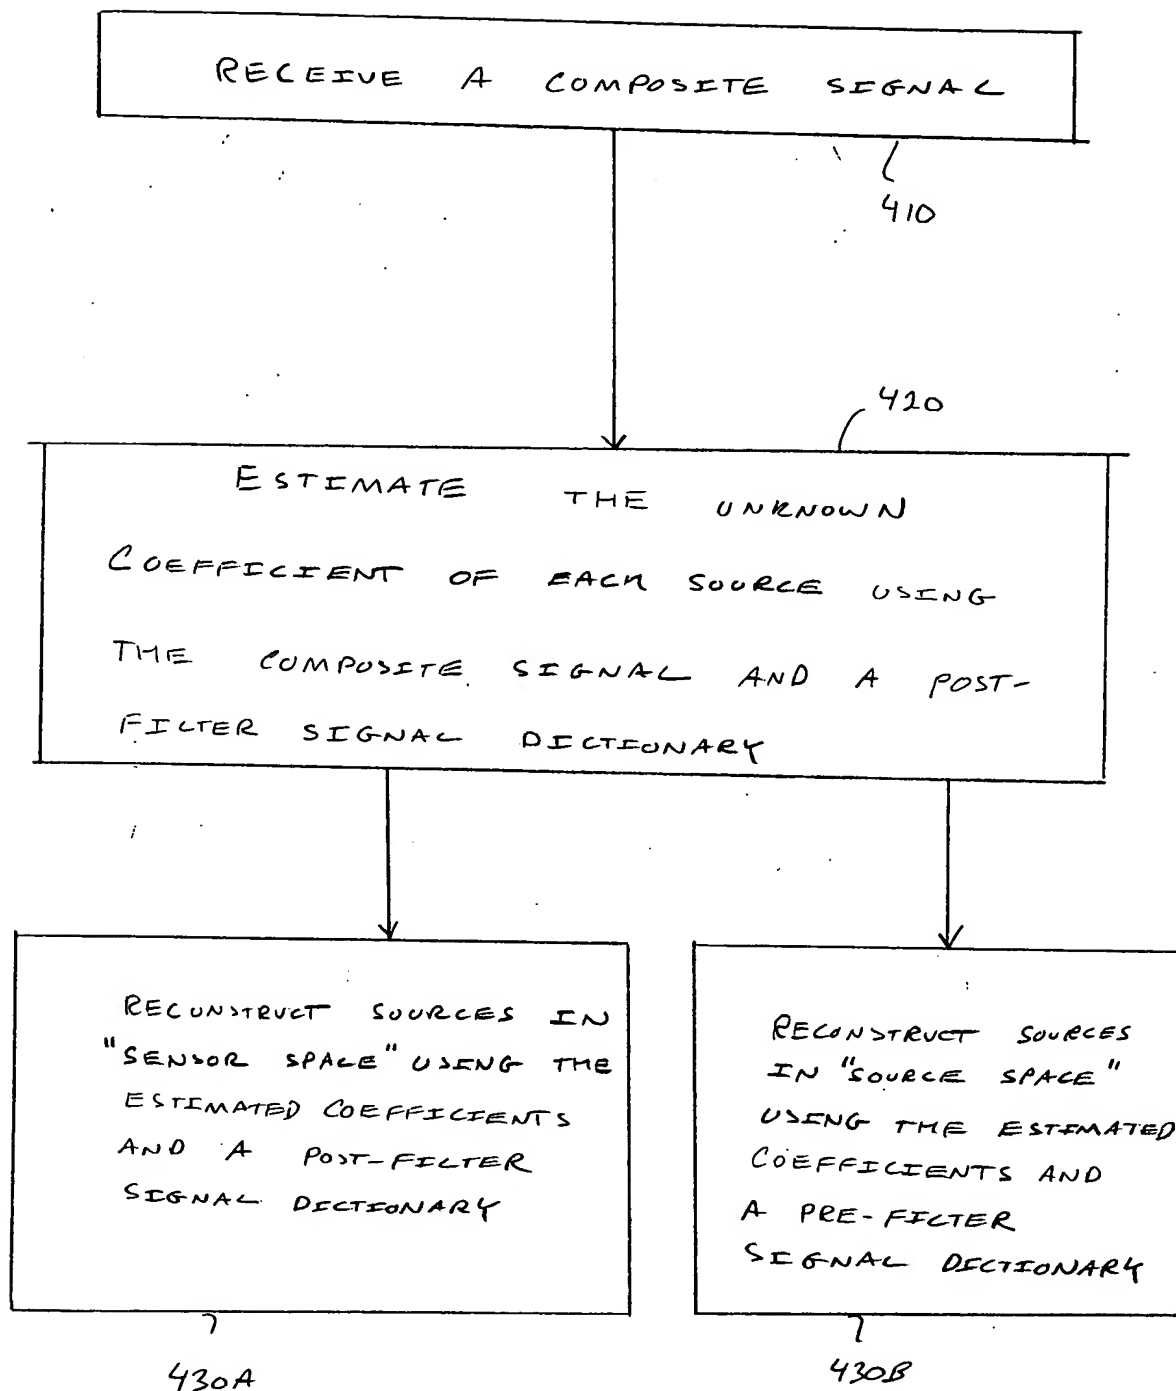 RECEIVE A COMPOSITE SIGNAL
410
420
ESTIMATE THE UNKNOWN
COEFFICIENT OF EACH SOURCE USING
THE COMPOSITE SIGNAL AND A POST-
FILTER SIGNAL DICTIONARY
RECONSTRUCT SOURCES IN
"SENSOR SPACE" USING THE
ESTIMATED COEFFICIENTS
AND A POST-FILTER
SIGNAL DICTIONARY
430A
RECONSTRUCT SOURCES
IN "SOURCE SPACE"
USING THE ESTIMATED
COEFFICIENTS AND
A PRE-FILTER
SIGNAL DICTIONARY
430B